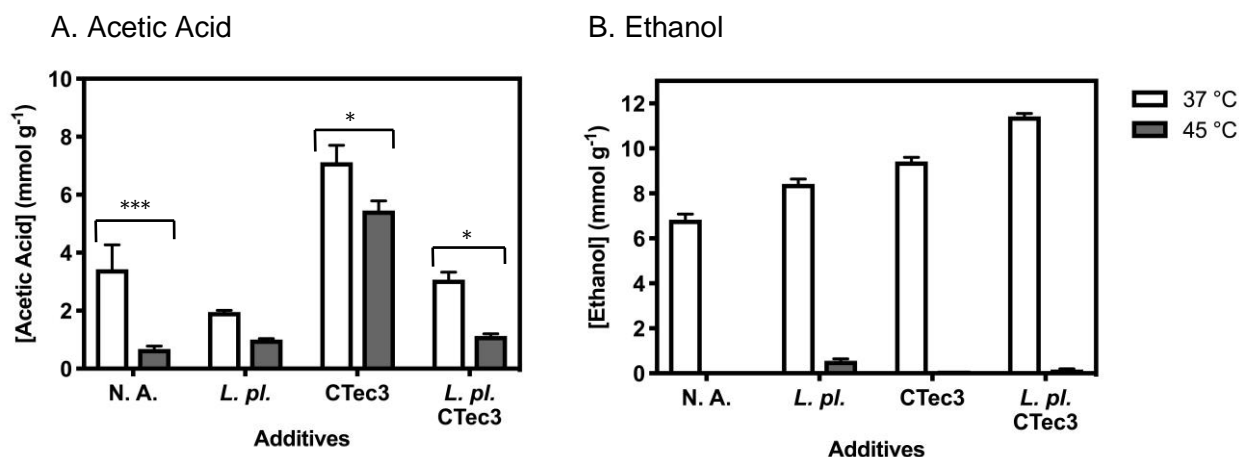 A. Acetic Acid
[Acetic Acid] (mmol g-1)
10
8
6
4
2
0
***
*
*
N. A.
L. pl.
CTec3
L. pl.
CTec3
Additives
B. Ethanol
[Ethanol] (mmol g-1)
12
10
8
6
4
2
0
N. A.
L. pl.
CTec3
L. pl.
CTec3
Additives
37 °C
45 °C